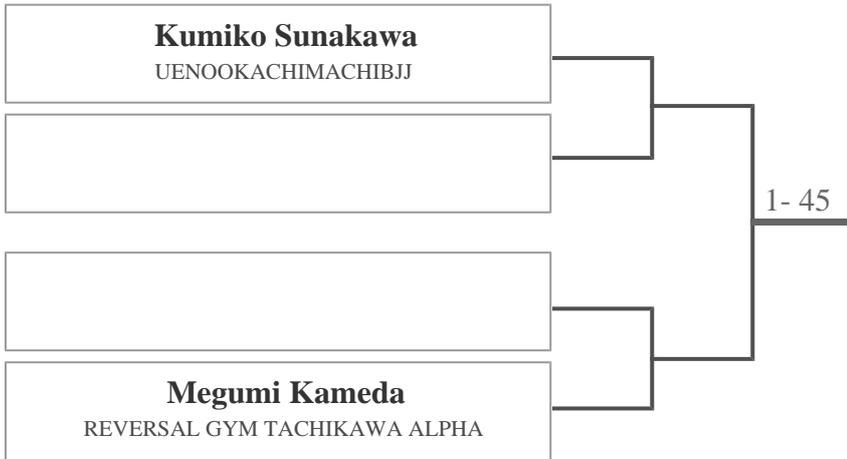 Kumiko Sunakawa
UENOOKACHIMACHIBJJ
1- 45
Megumi Kameda
REVERSAL GYM TACHIKAWA ALPHA